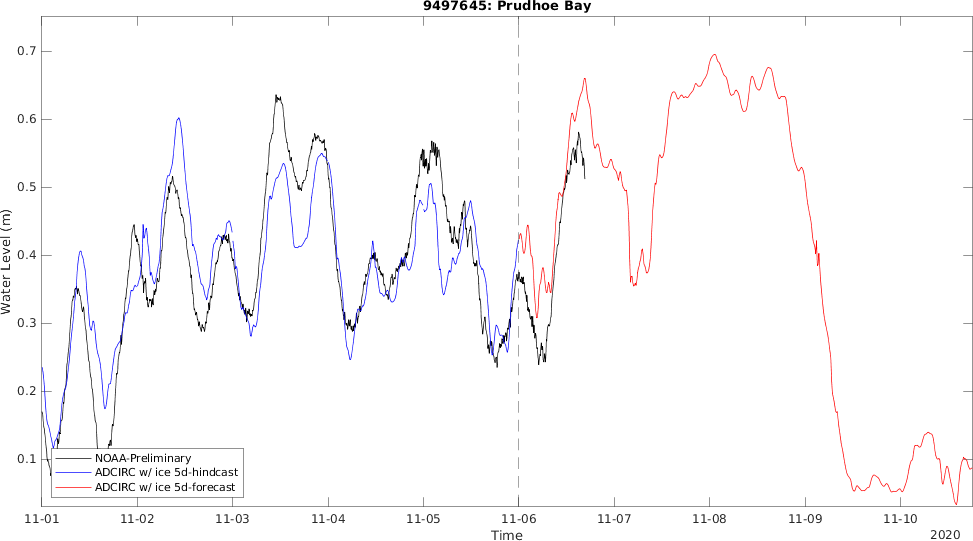 9497645: Prudhoe Bay
Water Level (m)
0.7
0.6
0.5
0.4
0.3
0.2
0.1
NOAA-Preliminary
ADCIRC w/ ice 5d-hindcast
ADCIRC w/ ice 5d-forecast
11-01 11-02 11-03 11-04 11-05 11-06 11-07 11-08 11-09 11-10
Time
2020